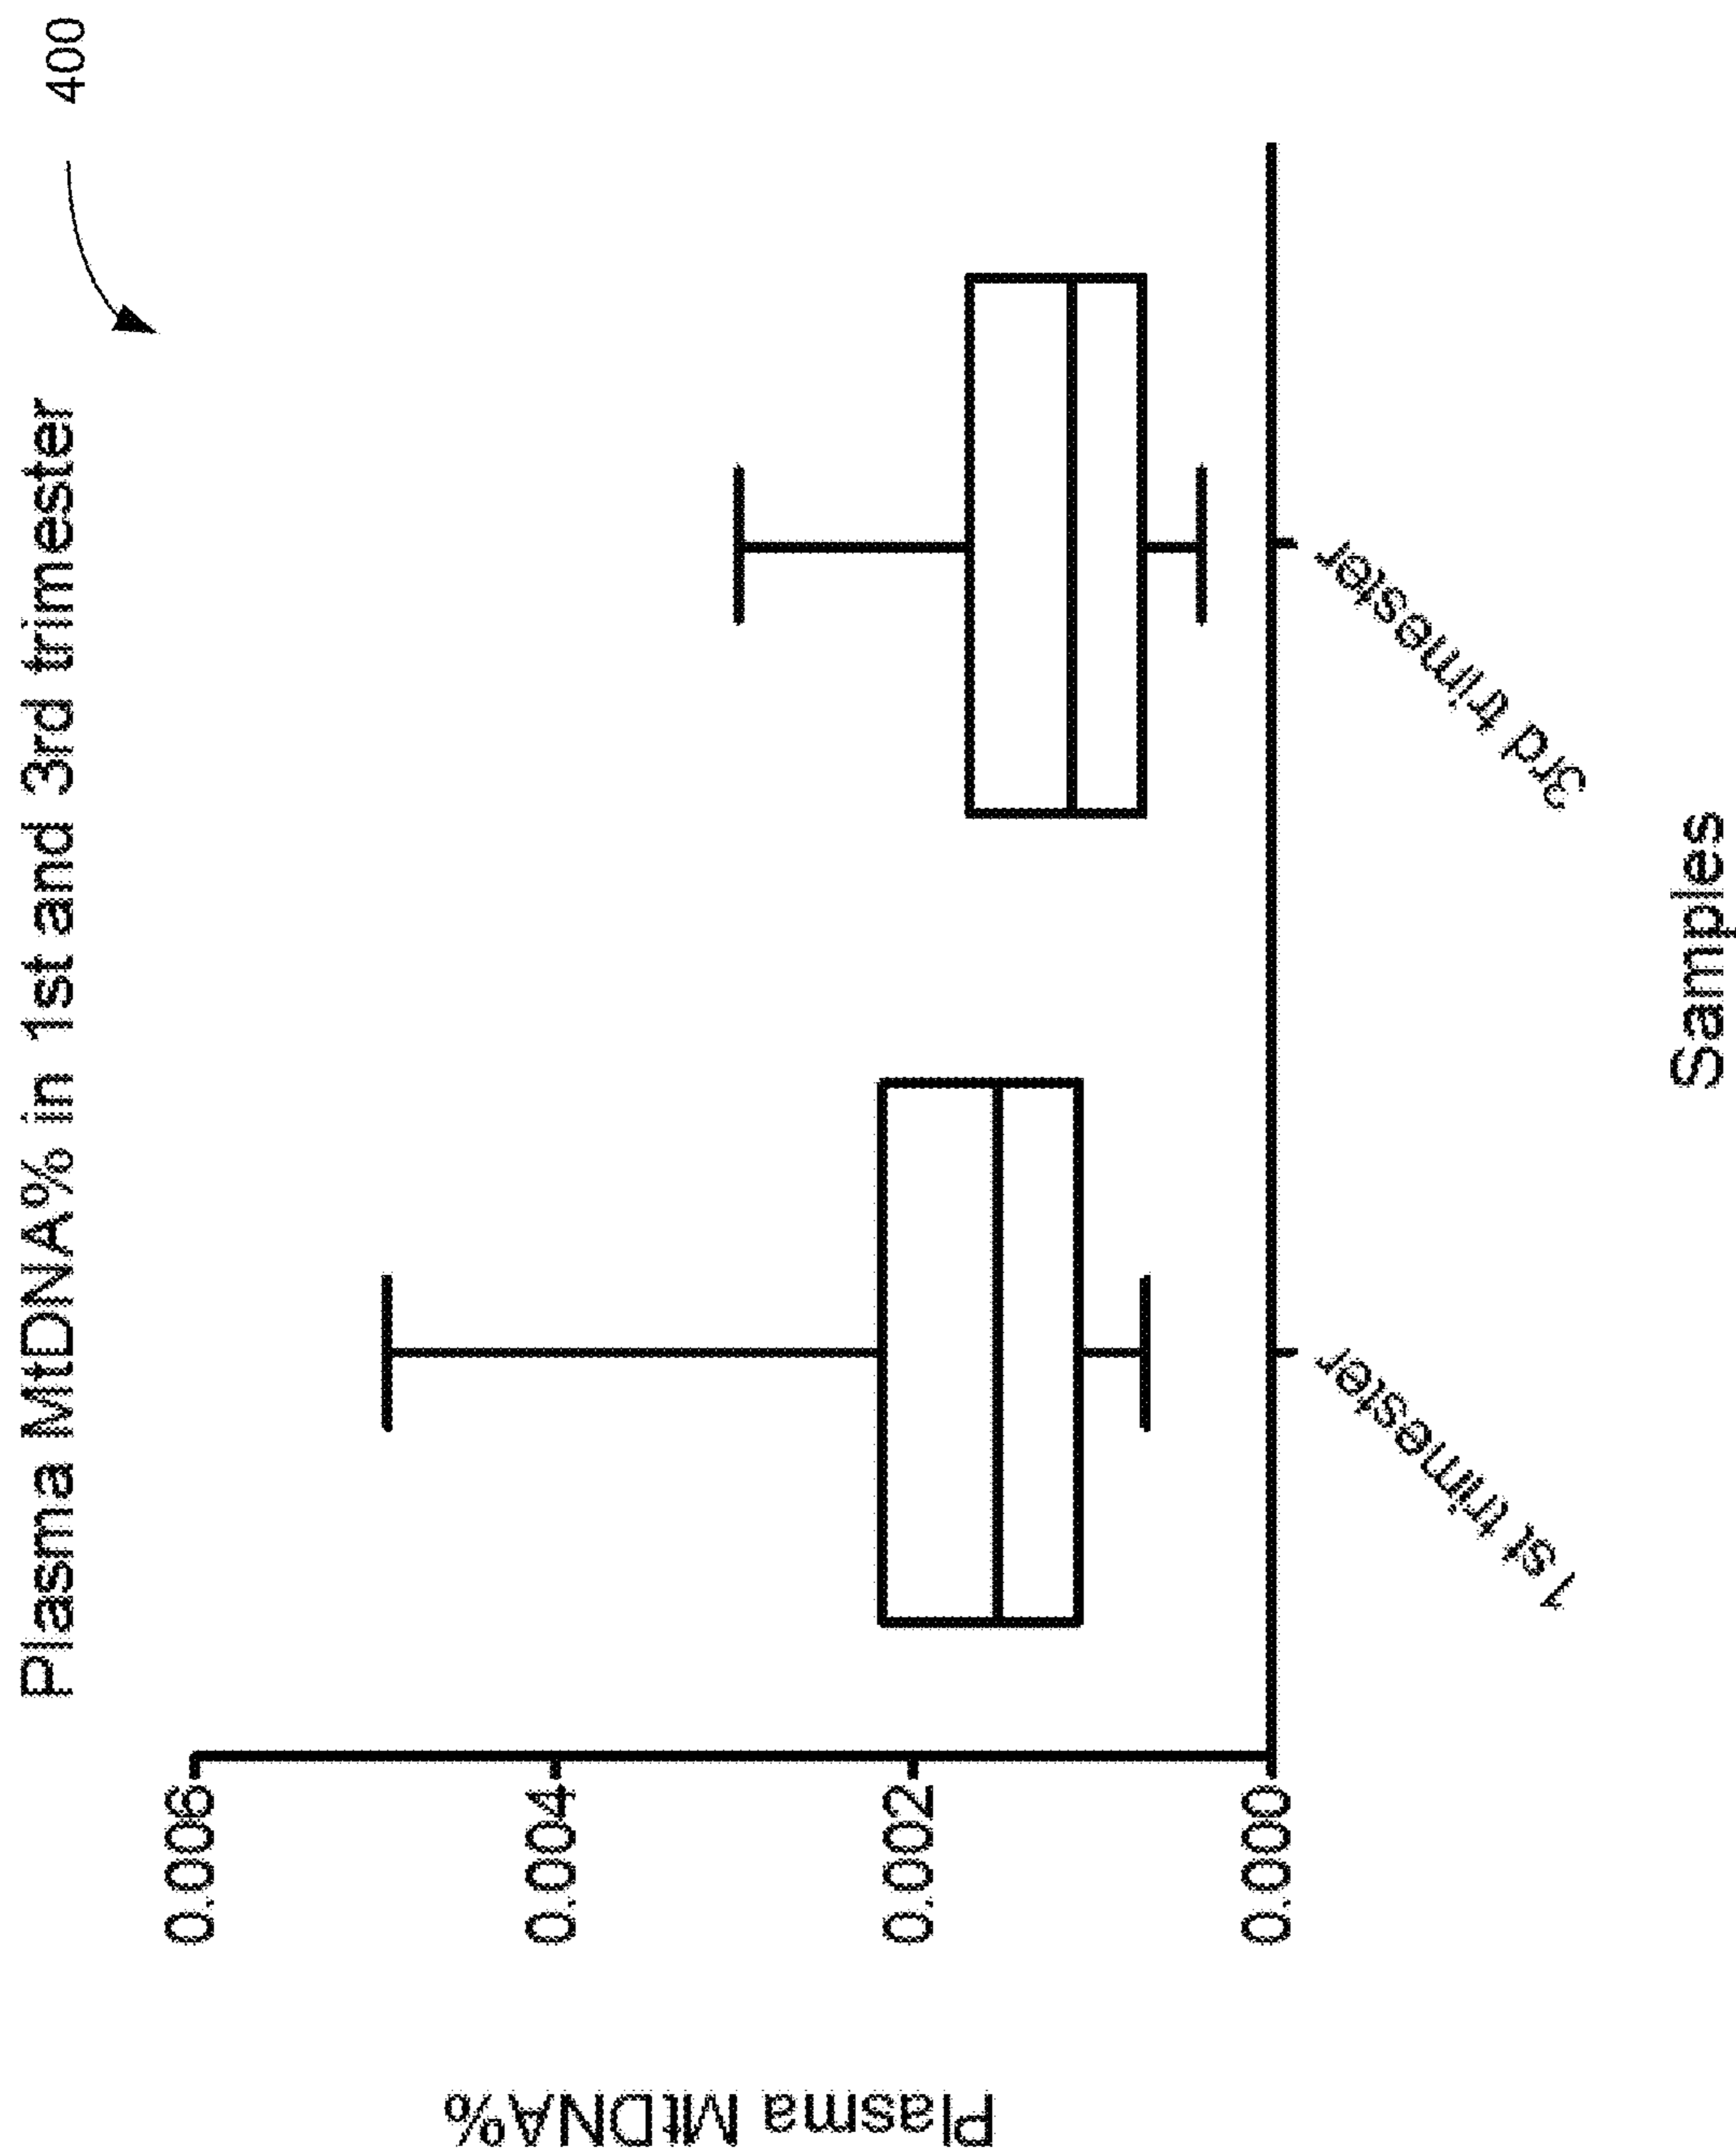 Plasma MtDNA% in 1st and 3rd trimester
400
Plasma MtDNA%
0.006
0.004
0.002
0.000
1st trimester
3rd trimester
Samples